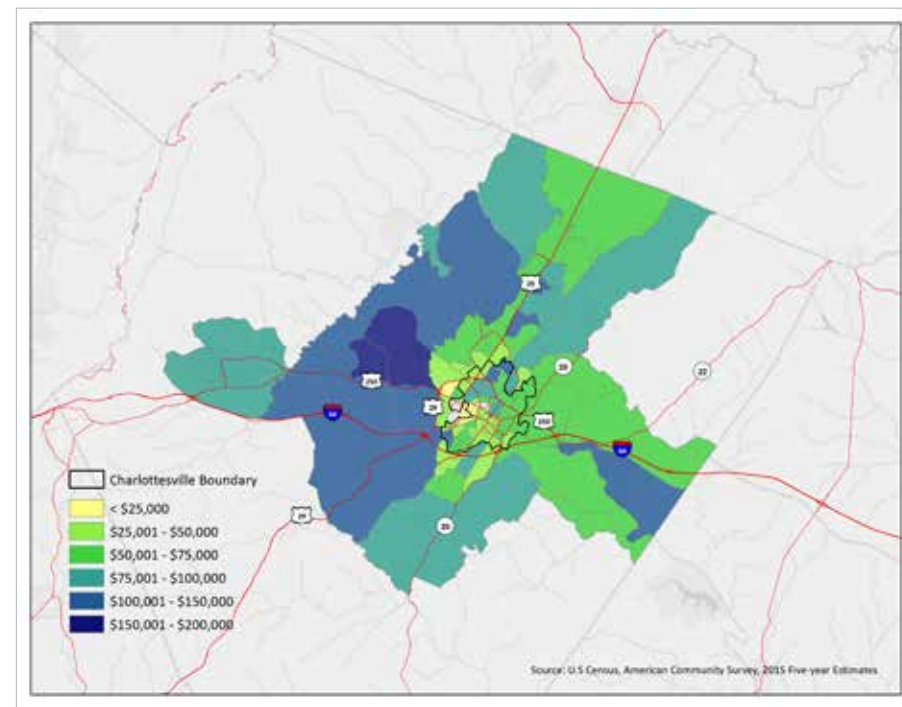 29
20
22
250
29
250
64
64
29
20
Charlottesville Boundary
< $25,000
$25,001 - $50,000
$50,001 - $75,000
$75,001 - $100,000
$100,001 - $150,000
$150,001 - $200,000
Source: U.S Census, American Community Survey, 2015 Five-year Estimates